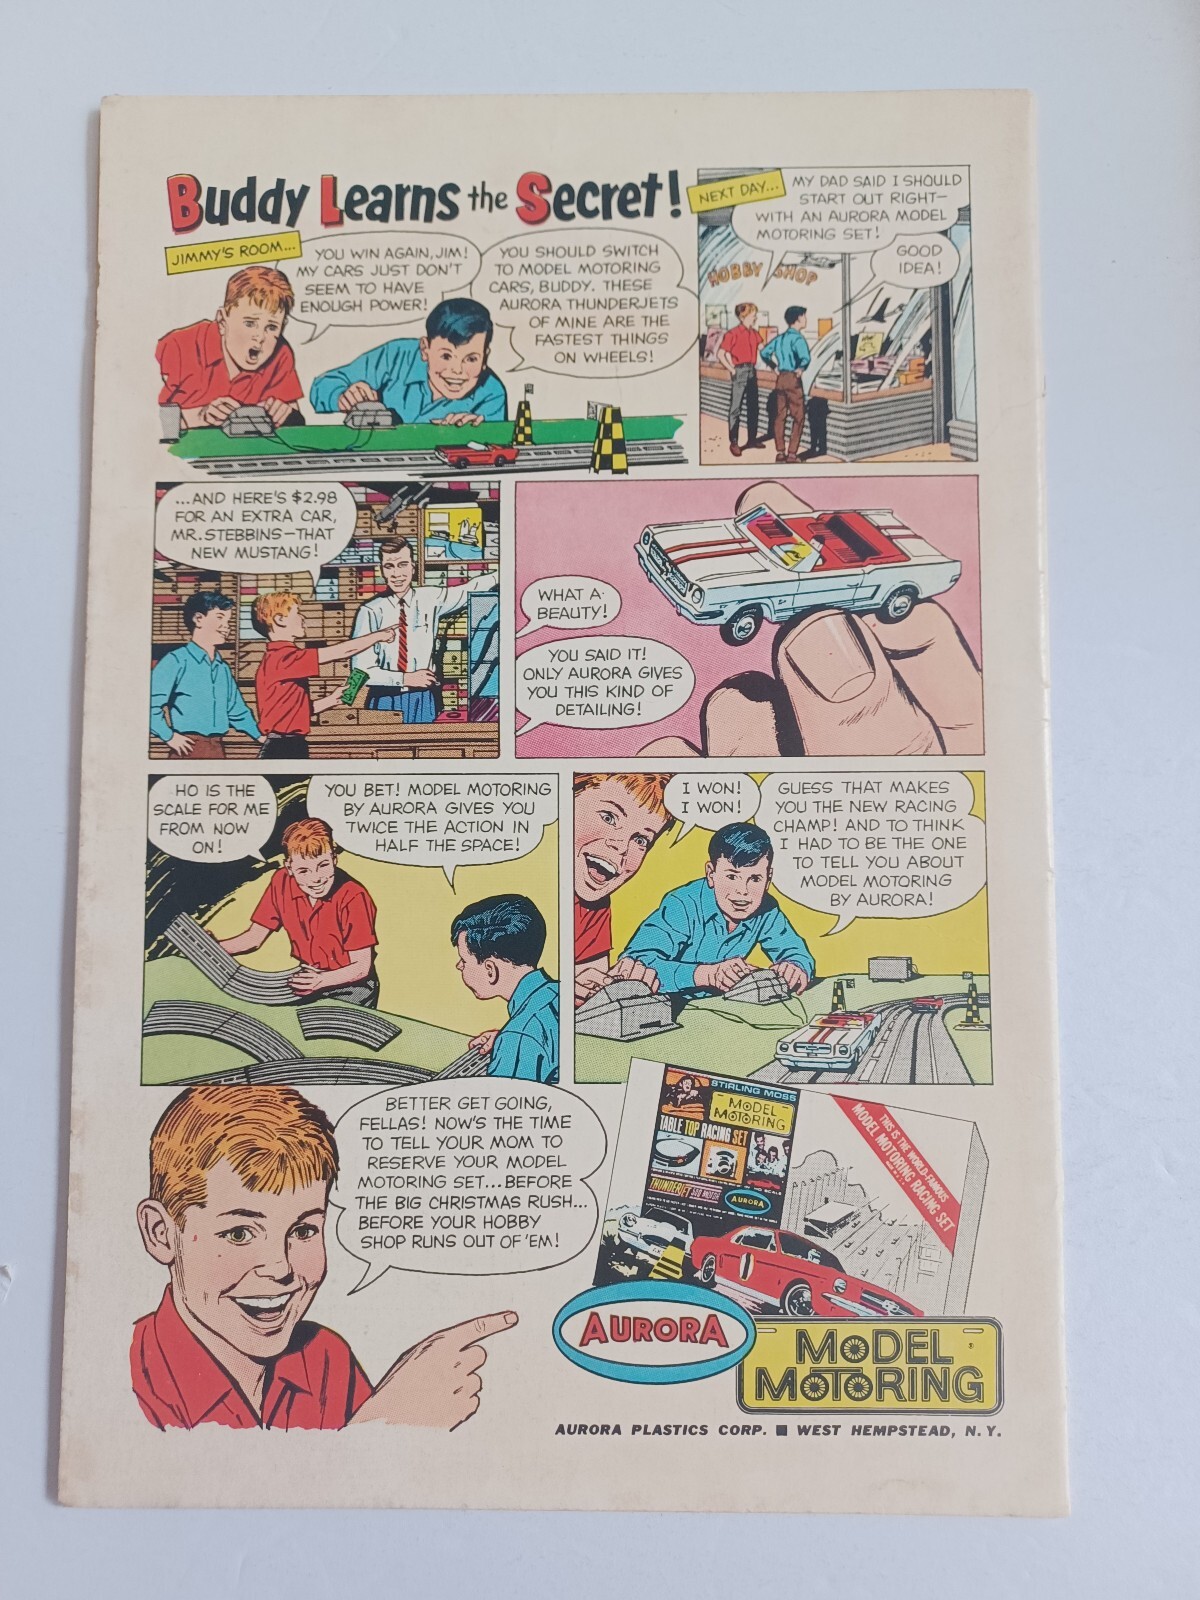 Buddy Learns the Secret!
JIMMY'S ROOM...
YOU WIN AGAIN, JIM!
MY CARS JUST DON'T
SEEM TO HAVE
ENOUGH POWER!
YOU SHOULD SWITCH
TO MODEL MOTORING
CARS, BUDDY. THESE
AURORA THUNDERJETS
OF MINE ARE THE
FASTEST THINGS
ON WHEELS!
NEXT DAY...
MY DAD SAID I SHOULD
START OUT RIGHT—
WITH AN AURORA MODEL
MOTORING SET!
GOOD
IDEA!
HOBBY SHOP
...AND HERE'S $2.98
FOR AN EXTRA CAR,
MR. STEBBINS—THAT
NEW MUSTANG!
WHAT A
BEAUTY!
YOU SAID IT!
ONLY AURORA GIVES
YOU THIS KIND OF
DETAILING!
HO IS THE
SCALE FOR ME
FROM NOW
ON!
YOU BET! MODEL MOTORING
BY AURORA GIVES YOU
TWICE THE ACTION IN
HALF THE SPACE!
I WON!
I WON!
GUESS THAT MAKES
YOU THE NEW RACING
CHAMP! AND TO THINK
I HAD TO BE THE ONE
TO TELL YOU ABOUT
MODEL MOTORING
BY AURORA!
BETTER GET GOING,
FELLAS! NOW'S THE TIME
TO TELL YOUR MOM TO
RESERVE YOUR MODEL
MOTORING SET...BEFORE
THE BIG CHRISTMAS RUSH...
BEFORE YOUR HOBBY
SHOP RUNS OUT OF 'EM!
STIRLING MOSS
MODEL
MOTORING
TABLE TOP RACING SET
THUNDERJET
AURORA
THIS IS THE WORLD-FAMOUS
MODEL MOTORING RACING SET
1
AURORA
MODEL
MOTORING
®
AURORA PLASTICS CORP. ■ WEST HEMPSTEAD, N.Y.